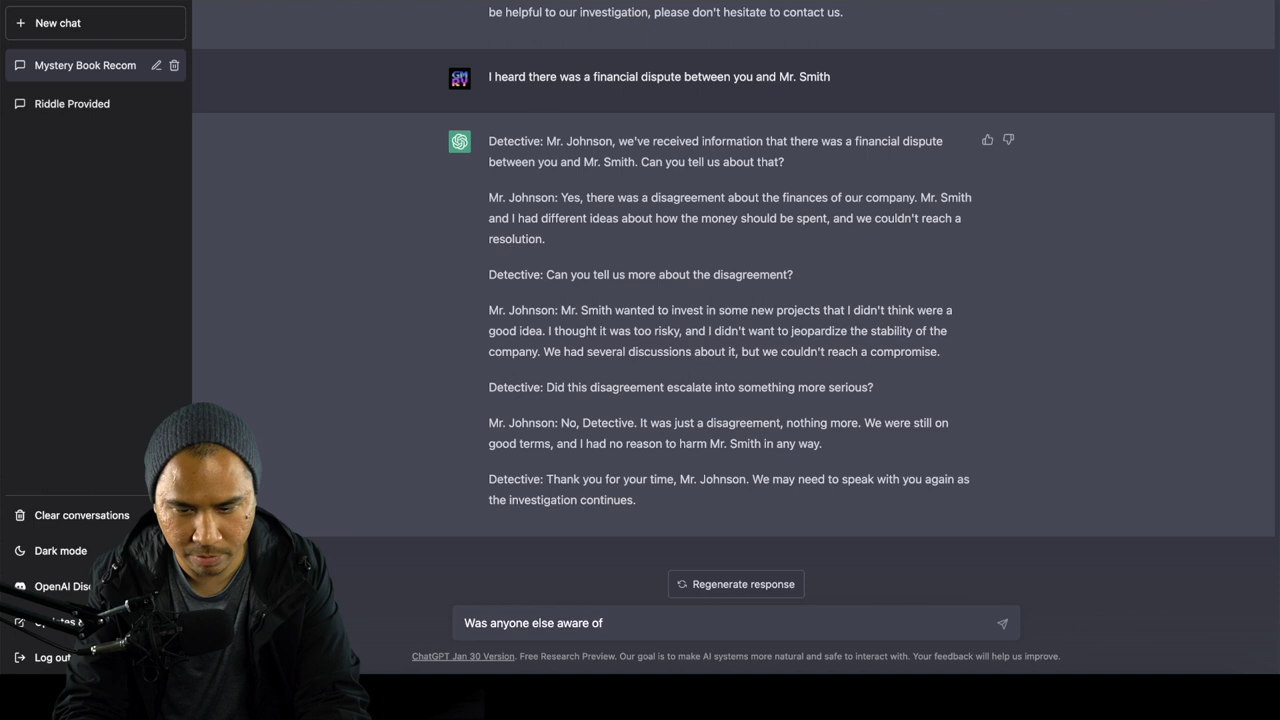 New chat
Mystery Book Recom
Riddle Provided
Clear conversations
Dark mode
OpenAI Disc
Log out
be helpful to our investigation, please don't hesitate to contact us.
I heard there was a financial dispute between you and Mr. Smith
Detective: Mr. Johnson, we've received information that there was a financial dispute
between you and Mr. Smith. Can you tell us about that?
Mr. Johnson: Yes, there was a disagreement about the finances of our company. Mr. Smith
and I had different ideas about how the money should be spent, and we couldn't reach a
resolution.
Detective: Can you tell us more about the disagreement?
Mr. Johnson: Mr. Smith wanted to invest in some new projects that I didn't think were a
good idea. I thought it was too risky, and I didn't want to jeopardize the stability of the
company. We had several discussions about it, but we couldn't reach a compromise.
Detective: Did this disagreement escalate into something more serious?
Mr. Johnson: No, Detective. It was just a disagreement, nothing more. We were still on
good terms, and I had no reason to harm Mr. Smith in any way.
Detective: Thank you for your time, Mr. Johnson. We may need to speak with you again as
the investigation continues.
Regenerate response
Was anyone else aware of
ChatGPT Jan 30 Version. Free Research Preview. Our goal is to make AI systems more natural and safe to interact with. Your feedback will help us improve.